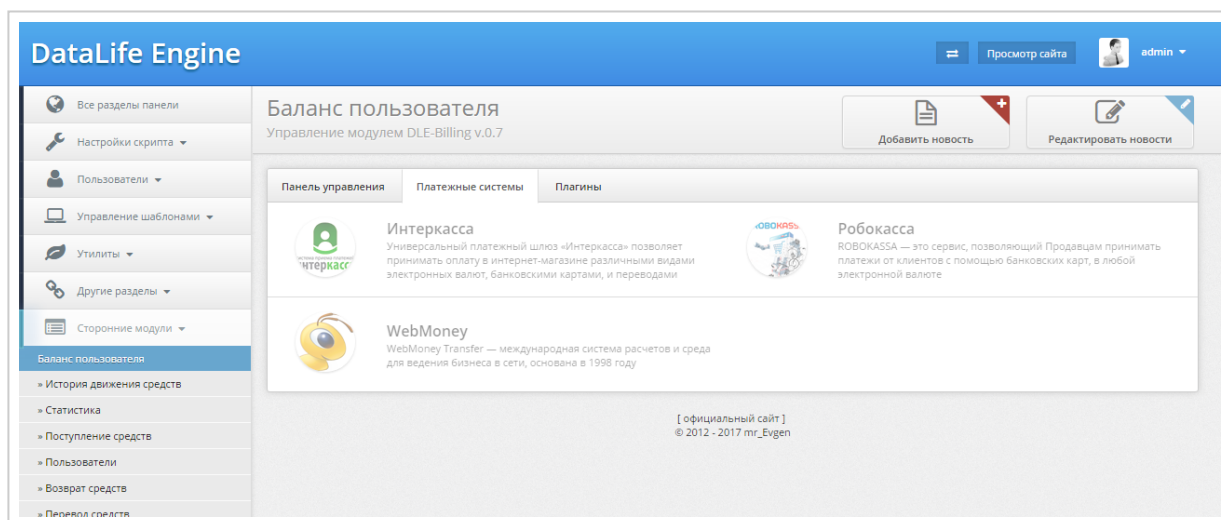 DataLife Engine
Просмотр сайта
admin
Все разделы панели
Настройки скрипта
Пользователи
Управление шаблонами
Утилиты
Другие разделы
Сторонние модули
Баланс пользователя
» История движения средств
» Статистика
» Поступление средств
» Пользователи
» Возврат средств
» Перевод средств
Баланс пользователя
Управление модулем DLE-Billing v.0.7
Добавить новость
Редактировать новости
Панель управления
Платежные системы
Плагины
нтеркасс
Интеркасса
Универсальный платежный шлюз «Интеркасса» позволяет
принимать оплату в интернет-магазине различными видами
электронных валют, банковскими картами, и переводами
ROBOKASS
Робокасса
ROBOKASSA — это сервис, позволяющий Продавцам принимать
платежи от клиентов с помощью банковских карт, в любой
электронной валюте
WebMoney
WebMoney Transfer — международная система расчетов и среда
для ведения бизнеса в сети, основана в 1998 году
[ официальный сайт ]
© 2012 - 2017 mr_Evgen